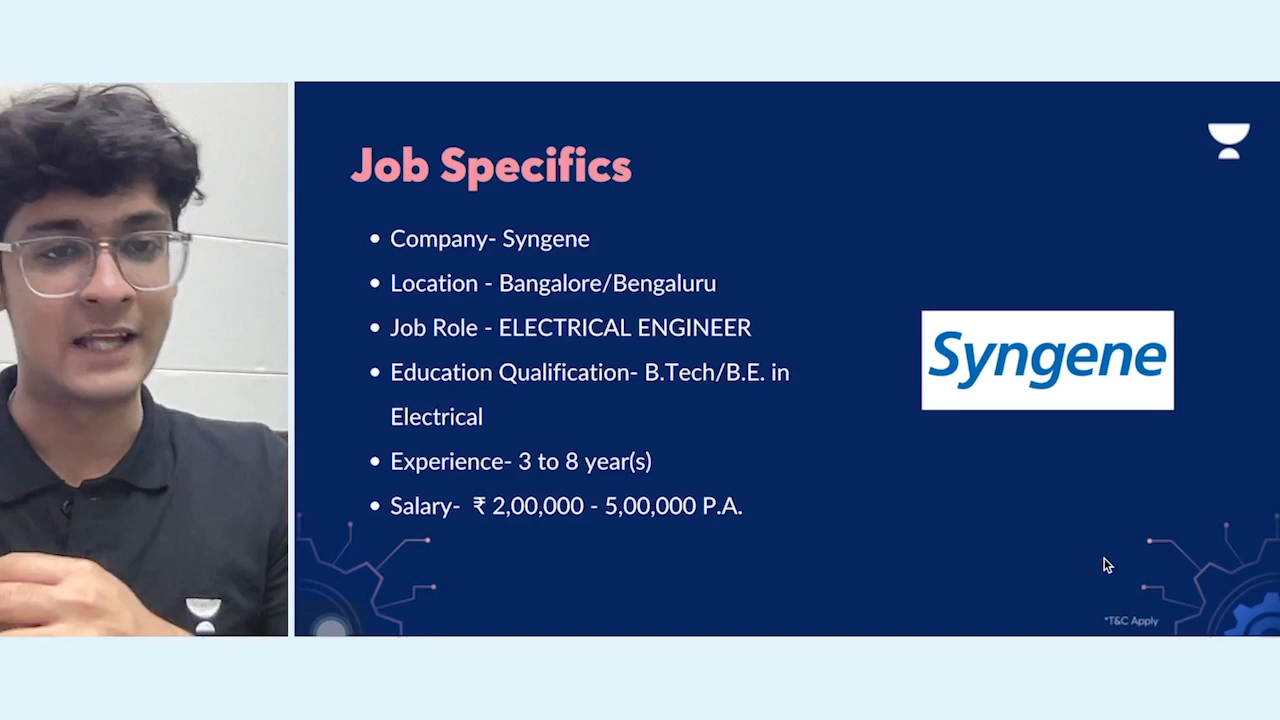 Job Specifics
Company- Syngene
Location - Bangalore/Bengaluru
Job Role - ELECTRICAL ENGINEER
Education Qualification- B.Tech/B.E. in
Electrical
Experience- 3 to 8 year(s)
Salary- ₹ 2,00,000 - 5,00,000 P.A.
Syngene
*T&C Apply